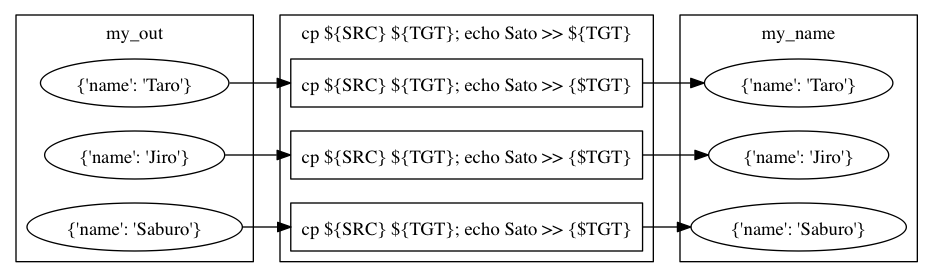 my_out
cp ${SRC} ${TGT}; echo Sato >> ${TGT}
my_name
{'name': 'Taro'}
cp ${SRC} ${TGT}; echo Sato >> {$TGT}
{'name': 'Taro'}
{'name': 'Jiro'}
cp ${SRC} ${TGT}; echo Sato >> {$TGT}
{'name': 'Jiro'}
{'name': 'Saburo'}
cp ${SRC} ${TGT}; echo Sato >> {$TGT}
{'name': 'Saburo'}